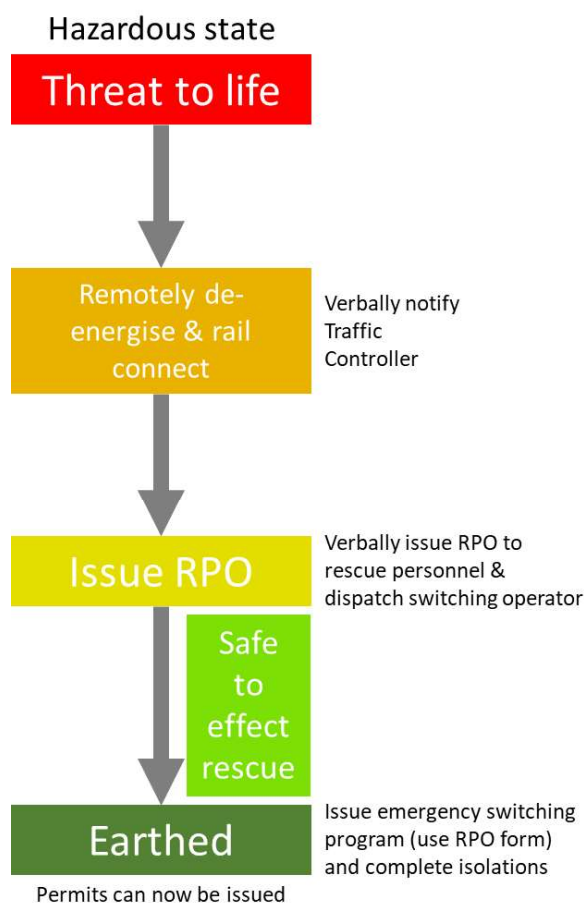 Hazardous state
Threat to life
Remotely de-
energise & rail
connect
Verbally notify
Traffic
Controller
Issue RPO
Verbally issue RPO to
rescue personnel &
dispatch switching operator
Safe
to
effect
rescue
Earthed
Issue emergency switching
program (use RPO form)
and complete isolations
Permits can now be issued